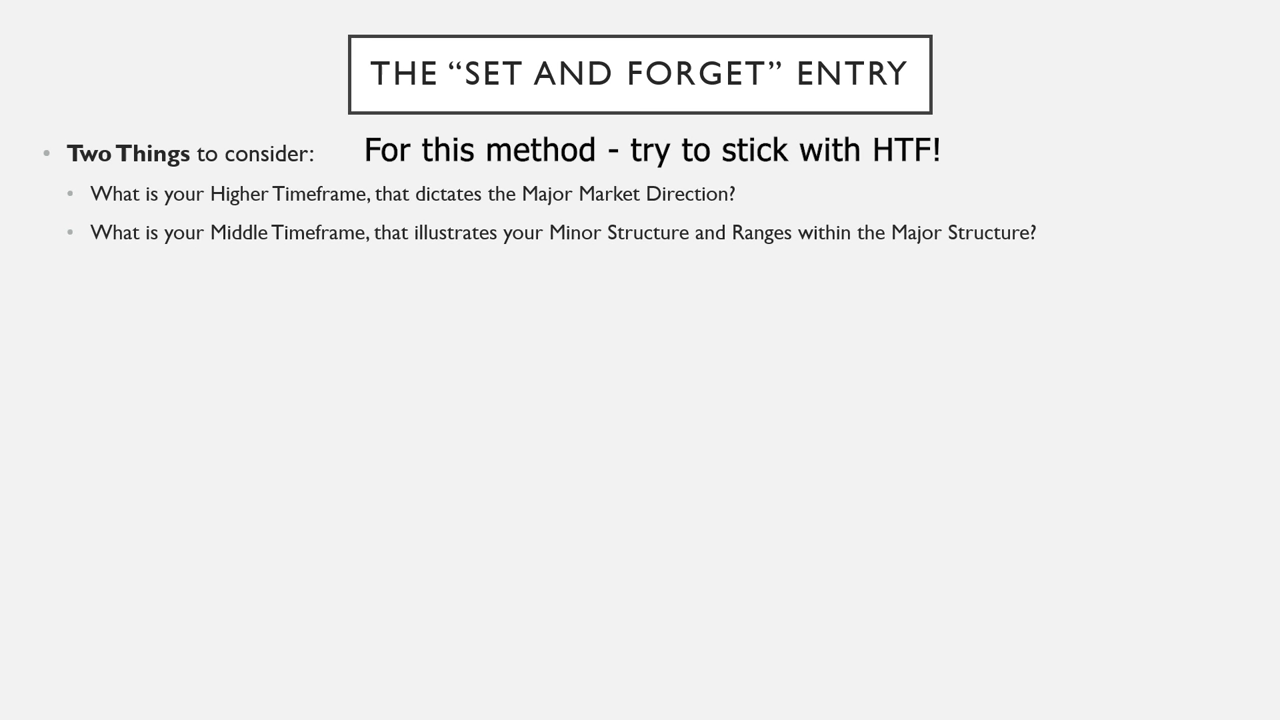 THE “SET AND FORGET” ENTRY
• Two Things to consider:
For this method - try to stick with HTF!
• What is your Higher Timeframe, that dictates the Major Market Direction?
• What is your Middle Timeframe, that illustrates your Minor Structure and Ranges within the Major Structure?